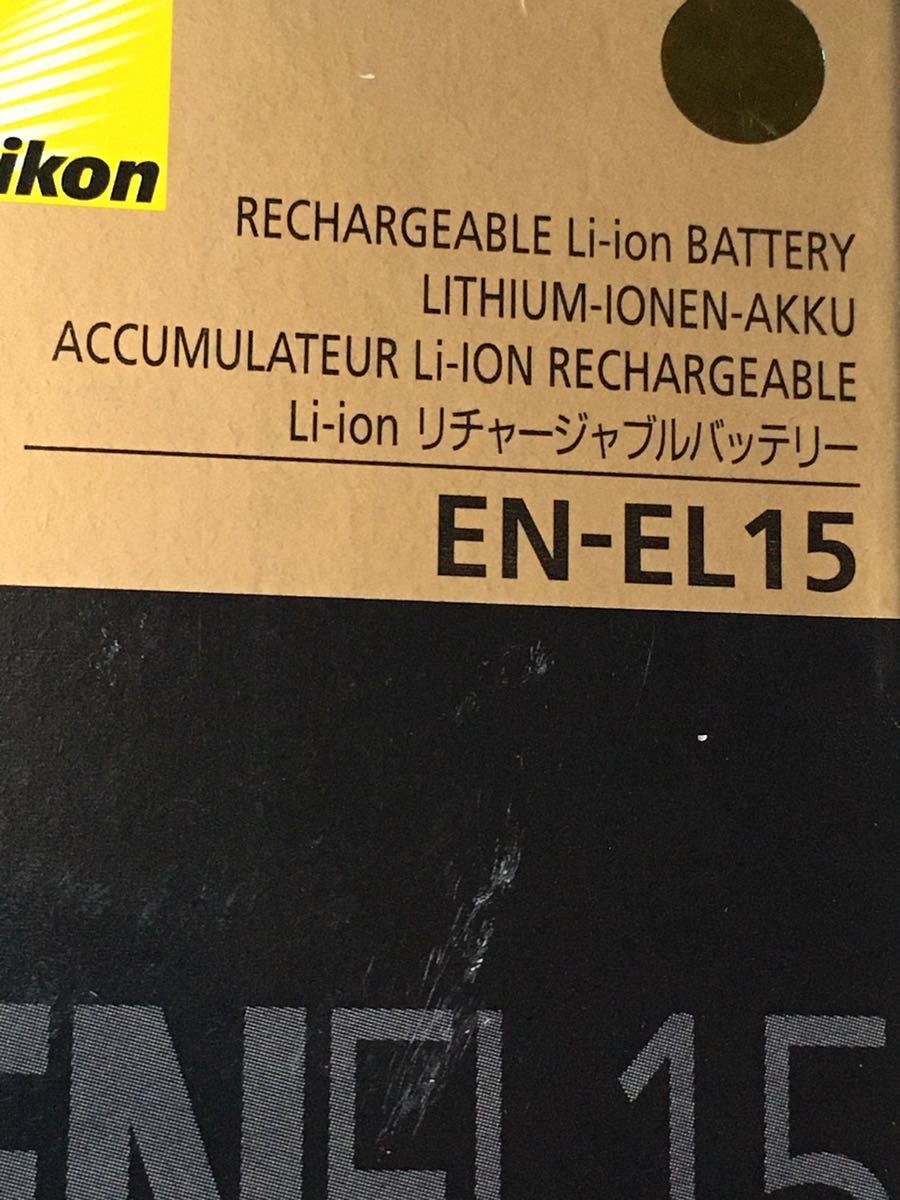 ikon
RECHARGEABLE Li-ion BATTERY
LITHIUM-IONEN-AKKU
ACCUMULATEUR Li-ION RECHARGEABLE
Li-ion リチャージャブルバッテリー
EN-EL15
ENEL15